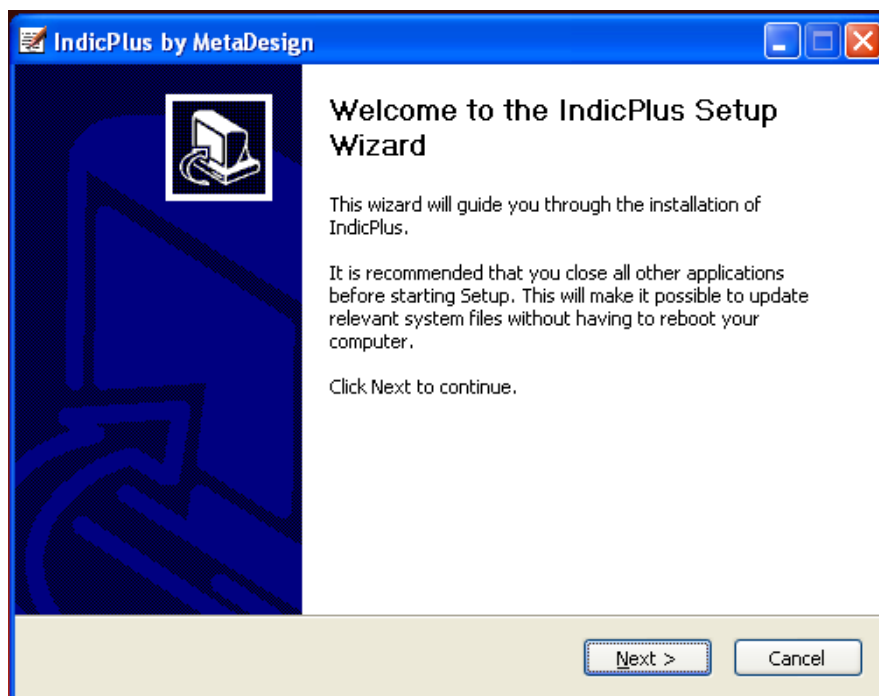 IndicPlus by MetaDesign
Welcome to the IndicPlus Setup
Wizard
This wizard will guide you through the installation of
IndicPlus.
It is recommended that you close all other applications
before starting Setup. This will make it possible to update
relevant system files without having to reboot your
computer.
Click Next to continue.
Next >
Cancel